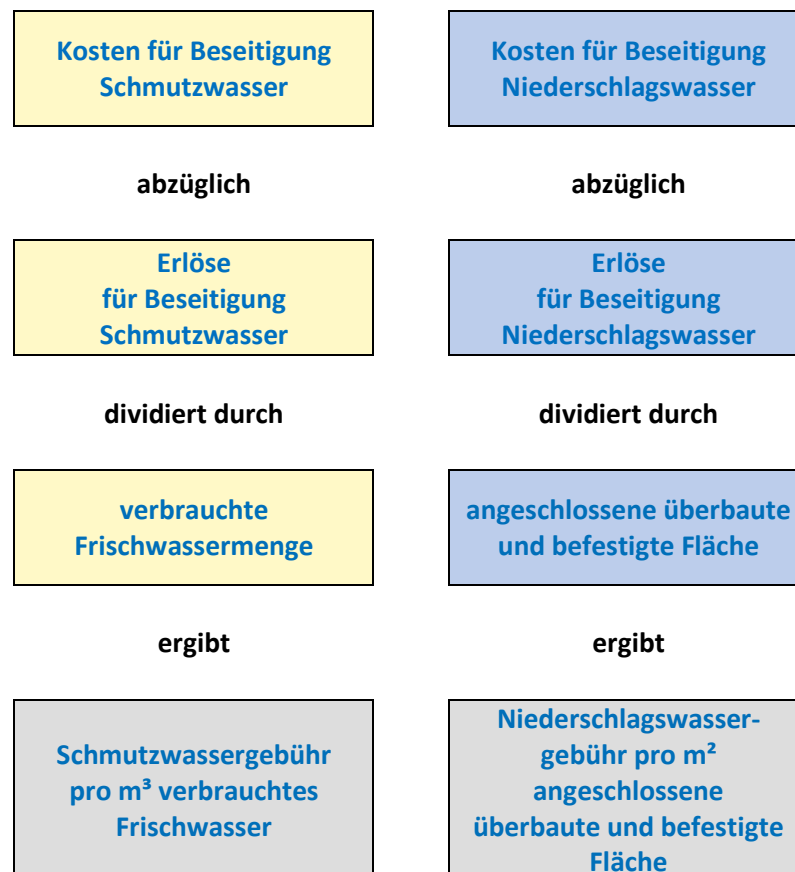 Kosten für Beseitigung
Schmutzwasser
abzüglich
Erlöse
für Beseitigung
Schmutzwasser
dividiert durch
verbrauchte
Frischwassermenge
ergibt
Schmutzwassergebühr
pro m³ verbrauchtes
Frischwasser
Kosten für Beseitigung
Niederschlagswasser
abzüglich
Erlöse
für Beseitigung
Niederschlagswasser
dividiert durch
angeschlossene überbaute
und befestigte Fläche
ergibt
Niederschlagswasser-
gebühr pro m²
angeschlossene
überbaute und befestigte
Fläche